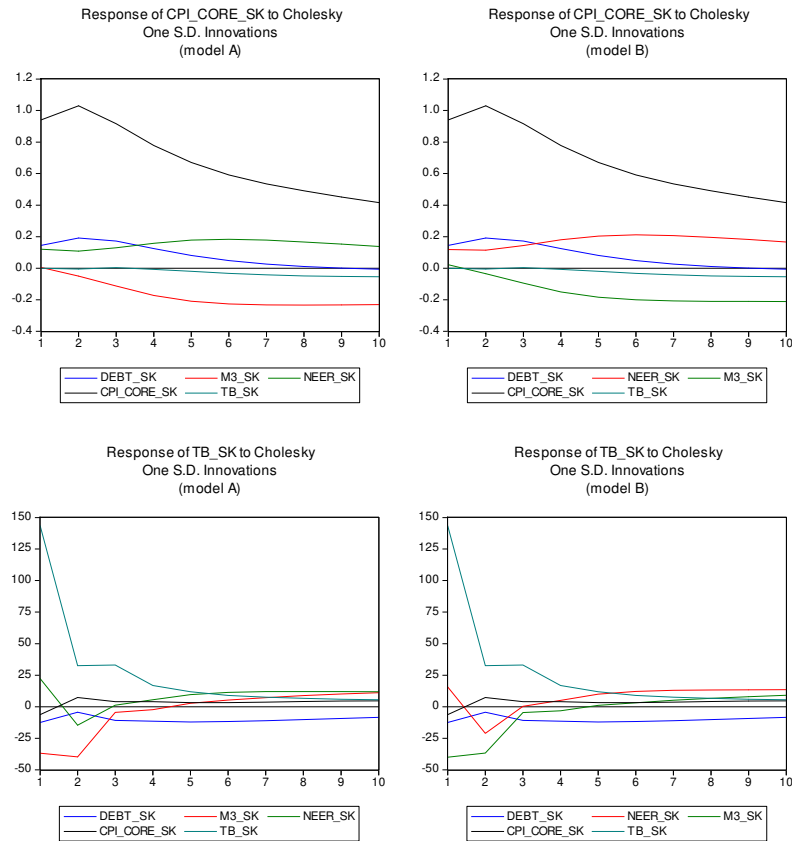 Response of CPI_CORE_SK to Cholesky
One S.D. Innovations
(model A)
1.2
1.0
0.8
0.6
0.4
0.2
0.0
-0.2
-0.4
1 2 3 4 5 6 7 8 9 10
DEBT_SK M3_SK NEER_SK
CPI_CORE_SK TB_SK
Response of CPI_CORE_SK to Cholesky
One S.D. Innovations
(model B)
1.2
1.0
0.8
0.6
0.4
0.2
0.0
-0.2
-0.4
1 2 3 4 5 6 7 8 9 10
DEBT_SK NEER_SK M3_SK
CPI_CORE_SK TB_SK
Response of TB_SK to Cholesky
One S.D. Innovations
(model A)
150
125
100
75
50
25
0
-25
-50
1 2 3 4 5 6 7 8 9 10
DEBT_SK M3_SK NEER_SK
CPI_CORE_SK TB_SK
Response of TB_SK to Cholesky
One S.D. Innovations
(model B)
150
125
100
75
50
25
0
-25
-50
1 2 3 4 5 6 7 8 9 10
DEBT_SK NEER_SK M3_SK
CPI_CORE_SK TB_SK